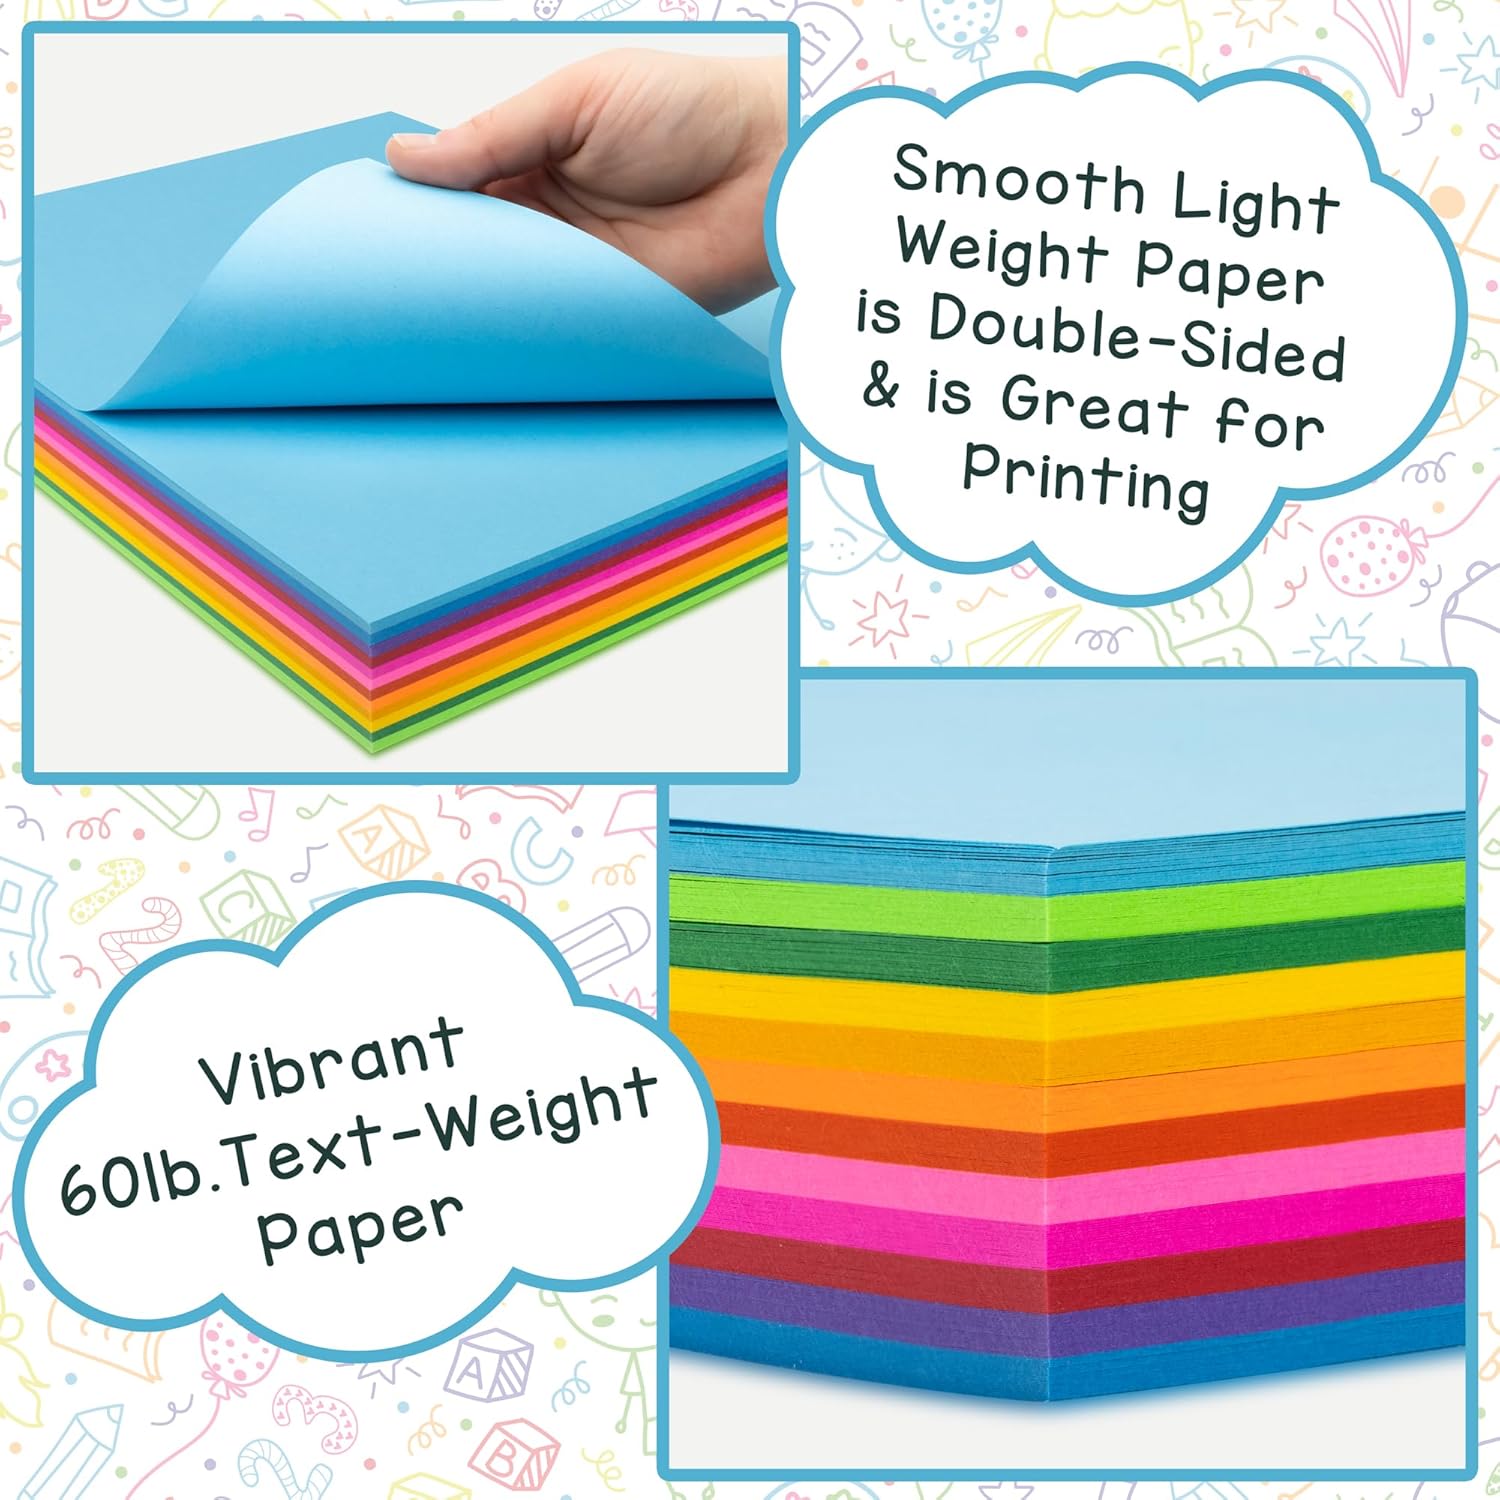 Smooth Light
Weight Paper
is Double-Sided
& is Great for
Printing
Vibrant
60lb.Text-Weight
Paper
A
C
B
C
A
B